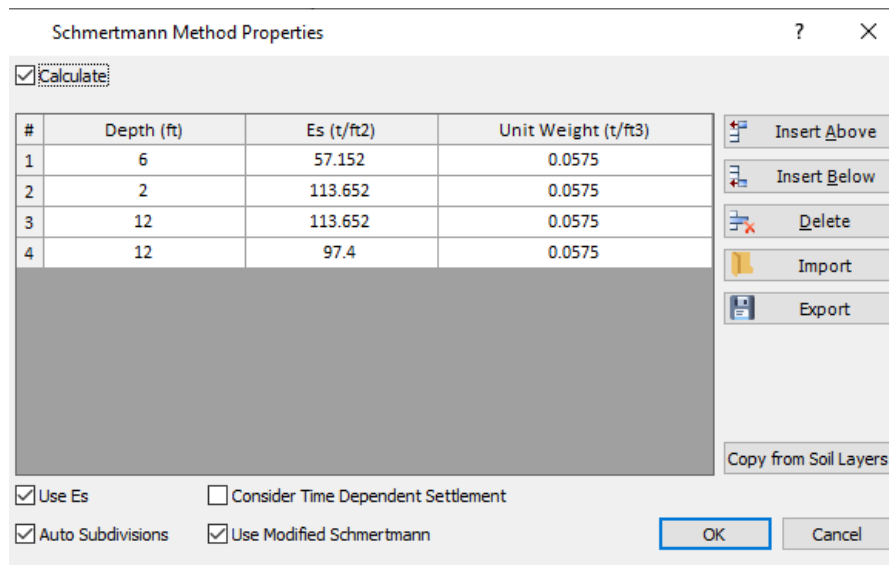 Schmertmann Method Properties ? ×
Calculate
# Depth (ft) Es (t/ft2) Unit Weight (t/ft3)
1 6 57.152 0.0575
2 2 113.652 0.0575
3 12 113.652 0.0575
4 12 97.4 0.0575
Insert Above
Insert Below
Delete
Import
Export
Copy from Soil Layers
Use Es Consider Time Dependent Settlement
Auto Subdivisions Use Modified Schmertmann OK Cancel